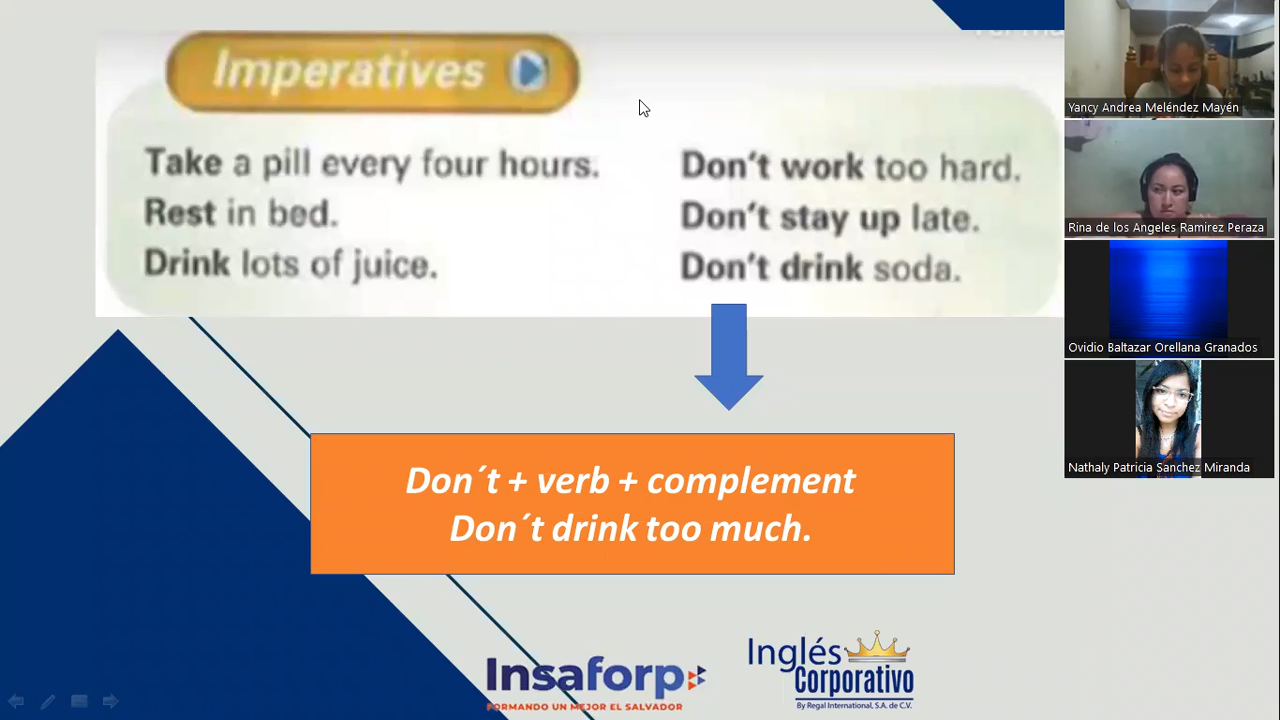 Imperatives
Take a pill every four hours.
Rest in bed.
Drink lots of juice.
Don't work too hard.
Don't stay up late.
Don't drink soda.
Don´t + verb + complement
Don´t drink too much.
Insaforp
FORMANDO UN MEJOR EL SALVADOR
Inglés
Corporativo
By Regal International, S.A. de C.V.
Yancy Andrea Meléndez Mayén
Rina de los Angeles Ramirez Peraza
Ovidio Baltazar Orellana Granados
Nathaly Patricia Sanchez Miranda